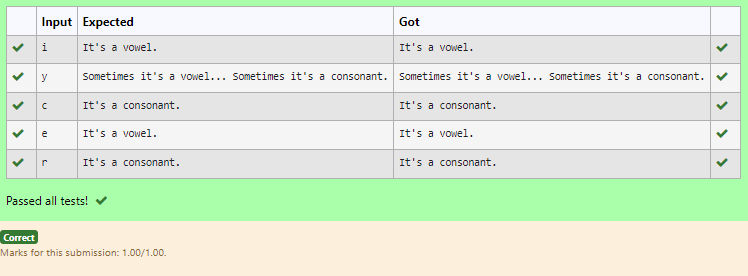 Input Expected Got
i It's a vowel. It's a vowel.
y Sometimes it's a vowel... Sometimes it's a consonant. Sometimes it's a vowel... Sometimes it's a consonant.
c It's a consonant. It's a consonant.
e It's a vowel. It's a vowel.
r It's a consonant. It's a consonant.
Passed all tests!
Correct
Marks for this submission: 1.00/1.00.